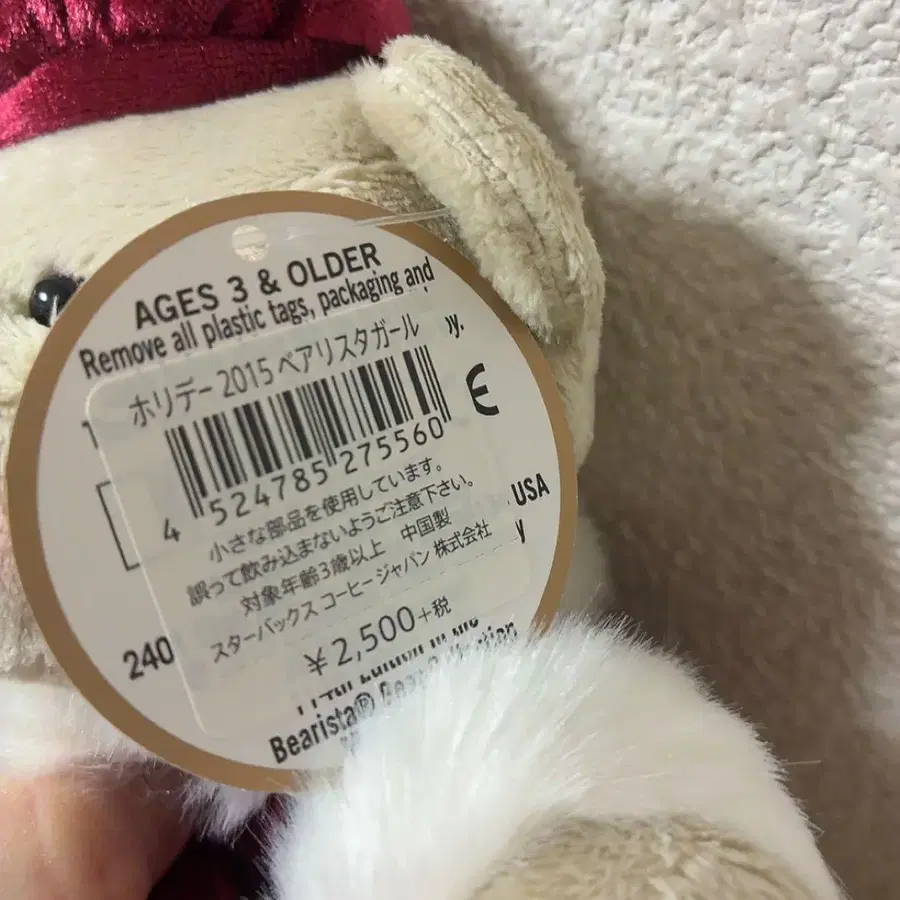 AGES 3 & OLDER
Remove all plastic tags, packaging and
ホリデー 2015 ベアリスタガール
4 524785 275560
小さな部品を使用しています。
誤って飲み込まないようご注意下さい。
対象年齢3歳以上 中国製
スターバックス コーヒー ジャパン 株式会社
¥2,500+税
USA
240
Bearista® Bear